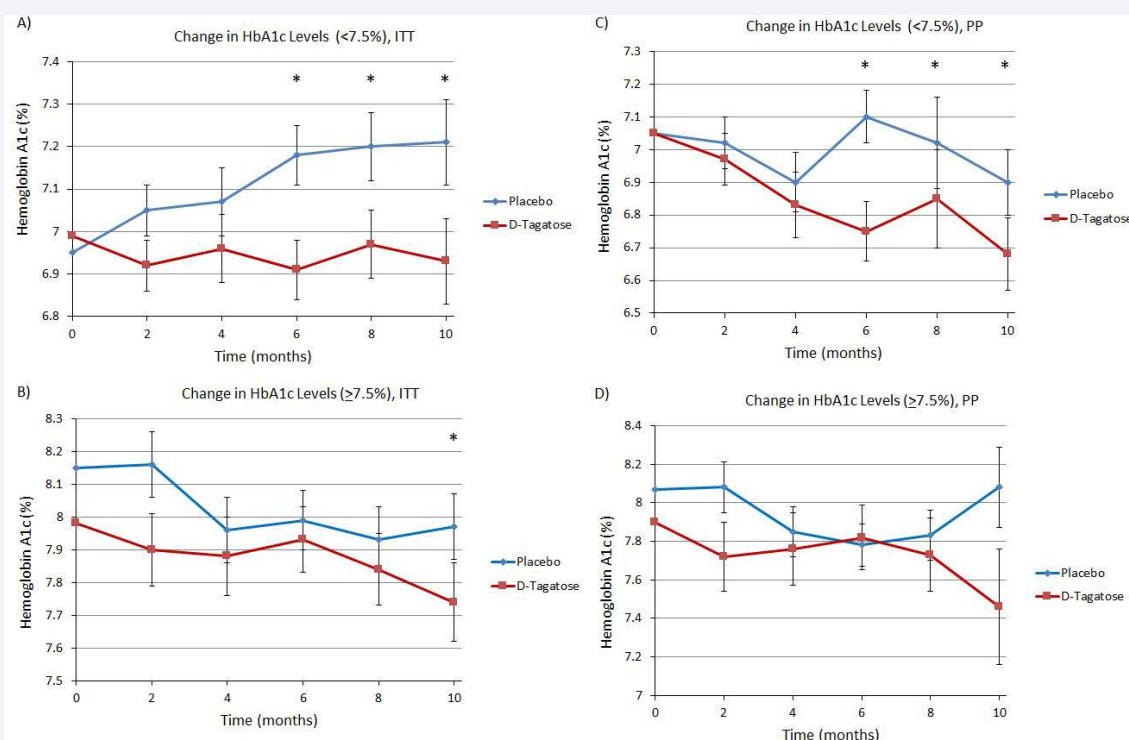 A)
Change in HbA1c Levels (<7.5%), ITT
Hemoglobin A1c (%)
7.4
7.3
7.2
7.1
7
6.9
6.8
* * *
0 2 4 6 8 10
Time (months)
Placebo
D-Tagatose
B)
Change in HbA1c Levels (≥7.5%), ITT
Hemoglobin A1c (%)
8.3
8.2
8.1
8
7.9
7.8
7.7
7.6
7.5
*
0 2 4 6 8 10
Time (months)
Placebo
D-Tagatose
C)
Change in HbA1c Levels (<7.5%), PP
Hemoglobin A1c (%)
7.3
7.2
7.1
7
6.9
6.8
6.7
6.6
6.5
* * *
0 2 4 6 8 10
Time (months)
Placebo
D-Tagatose
D)
Change in HbA1c Levels (≥7.5%), PP
Hemoglobin A1c (%)
8.4
8.2
8
7.8
7.6
7.4
7.2
7
0 2 4 6 8 10
Time (months)
Placebo
D-Tagatose